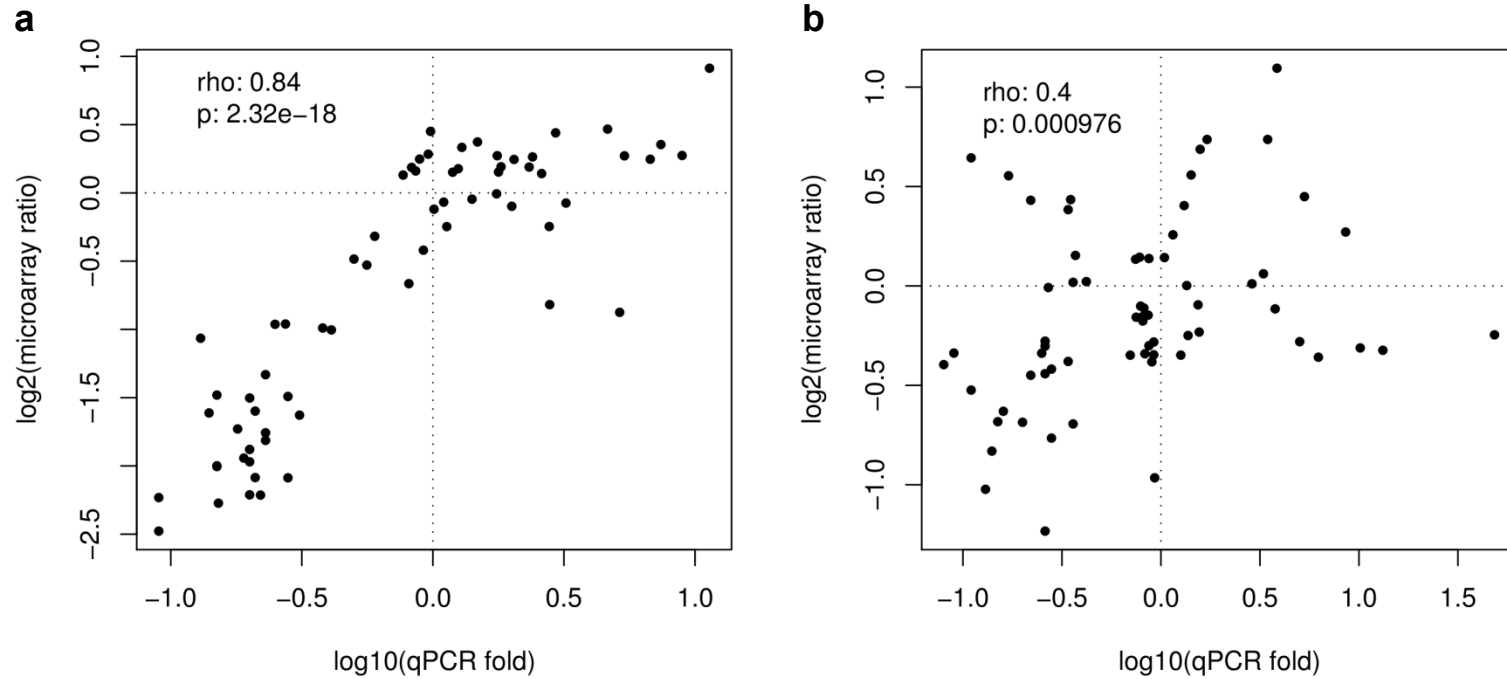 a
rho: 0.84
p: 2.32e−18
1.0
0.5
0.0
−0.5
−1.5
−2.5
log2(microarray ratio)
−1.0
−0.5
0.0
0.5
1.0
log10(qPCR fold)
b
rho: 0.4
p: 0.000976
1.0
0.5
0.0
−0.5
−1.0
log2(microarray ratio)
−1.0
−0.5
0.0
0.5
1.0
1.5
log10(qPCR fold)